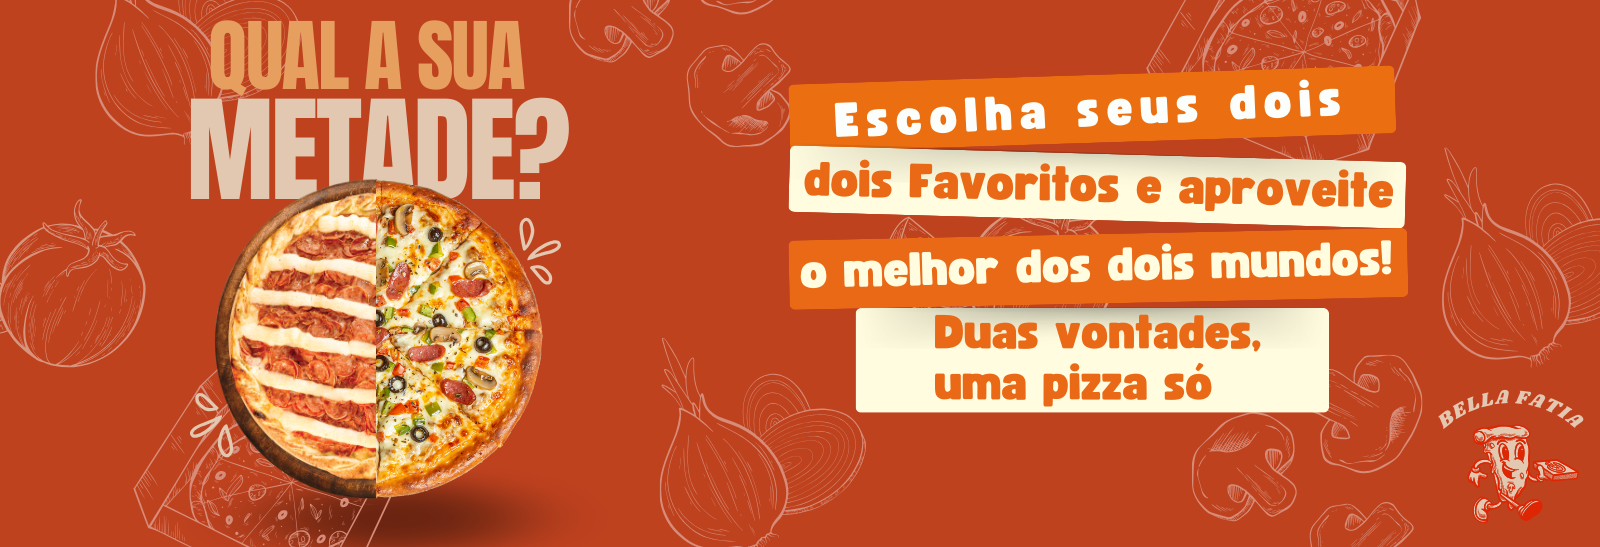 QUAL A SUA
METADE?
Escolha seus dois
dois Favoritos e aproveite
o melhor dos dois mundos!
Duas vontades,
uma pizza só
BELLA FATIA